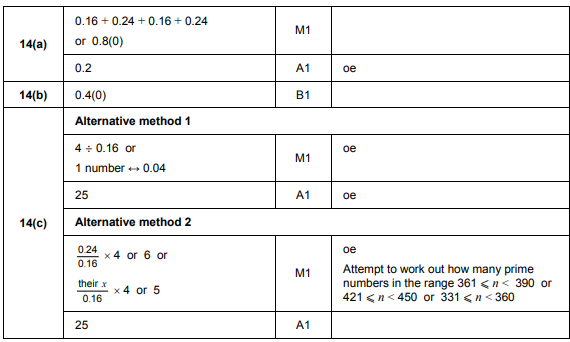 14(a)
0.16 + 0.24 + 0.16 + 0.24
or 0.8(0)
M1
0.2
A1
oe
14(b)
0.4(0)
B1
14(c)
Alternative method 1
4 ÷ 0.16 or
1 number ↔ 0.04
M1
oe
25
A1
oe
Alternative method 2
0.24/0.16 × 4 or 6 or
their x/0.16 × 4 or 5
M1
oe
Attempt to work out how many prime
numbers in the range 361 ⩽ n < 390 or
421 ⩽ n < 450 or 331 ⩽ n < 360
25
A1